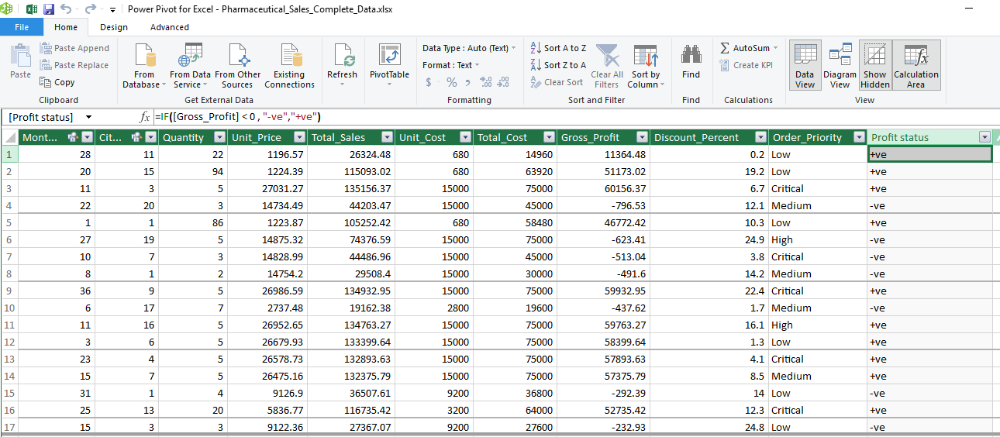 Power Pivot for Excel - Pharmaceutical_Sales_Complete_Data.xlsx
File Home Design Advanced
Paste
Paste Append
Paste Replace
Copy
Clipboard
From Database
From Data Service
From Other Sources
Existing Connections
Get External Data
Refresh
PivotTable
Data Type : Auto (Text)
Format : Text
$ % , .00 .00
Formatting
Sort A to Z
Sort Z to A
Clear Sort
Clear All Filters
Sort by Column
Sort and Filter
Find
Find
AutoSum
Create KPI
Calculations
Data View
Diagram View
Show Hidden
Calculation Area
View
[Profit status] fx =IF([Gross_Profit] < 0 , "-ve","+ve")
Mont... Cit... Quantity Unit_Price Total_Sales Unit_Cost Total_Cost Gross_Profit Discount_Percent Order_Priority Profit status
1 28 11 22 1196.57 26324.48 680 14960 11364.48 0.2 Low +ve
2 20 15 94 1224.39 115093.02 680 63920 51173.02 19.2 Low +ve
3 11 3 5 27031.27 135156.37 15000 75000 60156.37 6.7 Critical +ve
4 22 20 3 14734.49 44203.47 15000 45000 -796.53 12.1 Medium -ve
5 1 1 86 1223.87 105252.42 680 58480 46772.42 10.3 Low +ve
6 27 19 5 14875.32 74376.59 15000 75000 -623.41 24.9 High -ve
7 10 7 3 14828.99 44486.96 15000 45000 -513.04 3.8 Critical -ve
8 8 1 2 14754.2 29508.4 15000 30000 -491.6 14.2 Medium -ve
9 36 9 5 26986.59 134932.95 15000 75000 59932.95 22.4 Critical +ve
10 6 17 7 2737.48 19162.38 2800 19600 -437.62 1.7 Medium -ve
11 11 16 5 26952.65 134763.27 15000 75000 59763.27 16.1 High +ve
12 3 6 5 26679.93 133399.64 15000 75000 58399.64 1.3 Low +ve
13 23 4 5 26578.73 132893.63 15000 75000 57893.63 4.1 Critical +ve
14 15 7 5 26475.16 132375.79 15000 75000 57375.79 8.5 Medium +ve
15 31 1 4 9126.9 36507.61 9200 36800 -292.39 14 Low -ve
16 25 13 20 5836.77 116735.42 3200 64000 52735.42 12.3 Critical +ve
17 15 3 3 9122.36 27367.07 9200 27600 -232.93 24.8 Low -ve